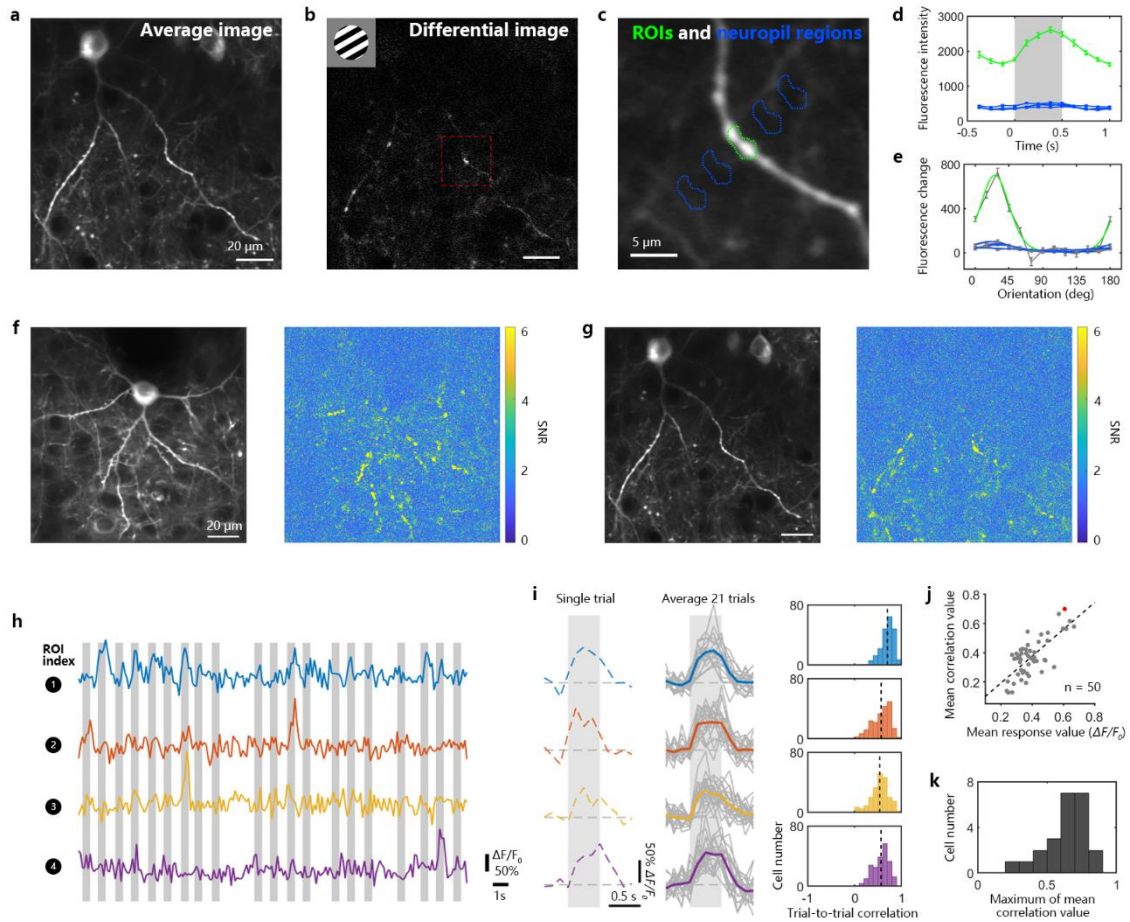 a
Average image
20 µm
b
Differential image
c
ROIs and neuropil regions
5 µm
d
Fluorescence intensity
3000
2000
1000
0
-0.5 0 0.5 1
Time (s)
e
Fluorescence change
800
400
0
0 45 90 135 180
Orientation (deg)
f
20 µm
6
4
2
0
SNR
g
6
4
2
0
SNR
h
ROI
index
1
2
3
4
ΔF/F0
50%
1s
i
Single trial
Average 21 trials
50% ΔF/F0
0.5 s
80
0
80
0
80
0
80
0
Cell number
-1 0 1
Trial-to-trial correlation
j
Mean correlation value
0.8
0.6
0.4
0.2
n = 50
0.2 0.4 0.6 0.8
Mean response value (ΔF/F0)
k
Cell number
8
4
0
0 0.5 1
Maximum of mean
correlation value